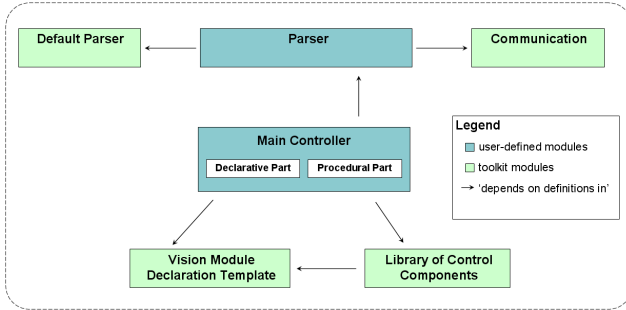 Default Parser
Parser
Communication
Main Controller
Declarative Part
Procedural Part
Legend
user-defined modules
toolkit modules
'depends on definitions in'
Vision Module
Declaration Template
Library of Control
Components